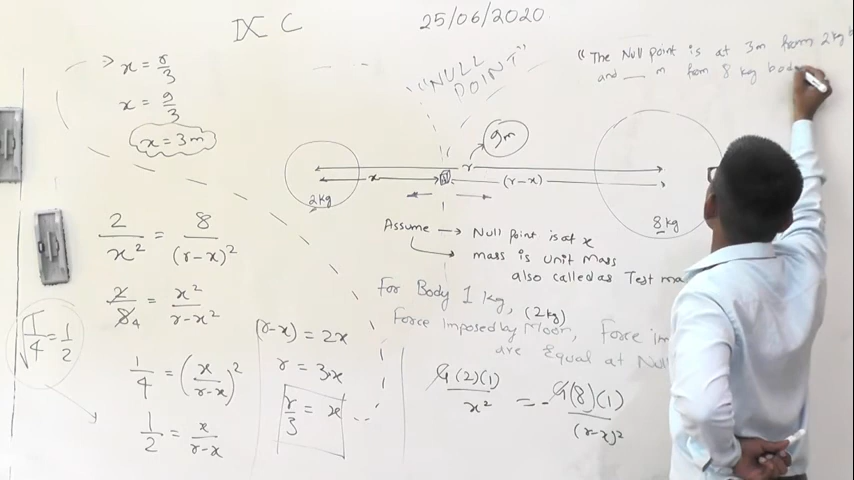 IX C
25/06/2020
x = r/3
x = 9/3
x = 3m
"NULL POINT"
"The Null point is at 3m from 2kg
and ___ m from 8 kg body
9m
r
x
(r-x)
2kg
8kg
Assume → Null point is at x
→ mass is unit Mass
also called as Test ma
2/x² = 8/(r-x)²
2/8 4 = x²/r-x²
√1/4 = 1/2
1/4 = (x/r-x)²
1/2 = x/r-x
(r-x) = 2x
r = 3x
r/3 = x
For Body 1 kg, (2kg)
Force Imposed by Moon, Force im
are Equal at Null
G(2)(1)/x² = G(8)(1)/(r-x)²